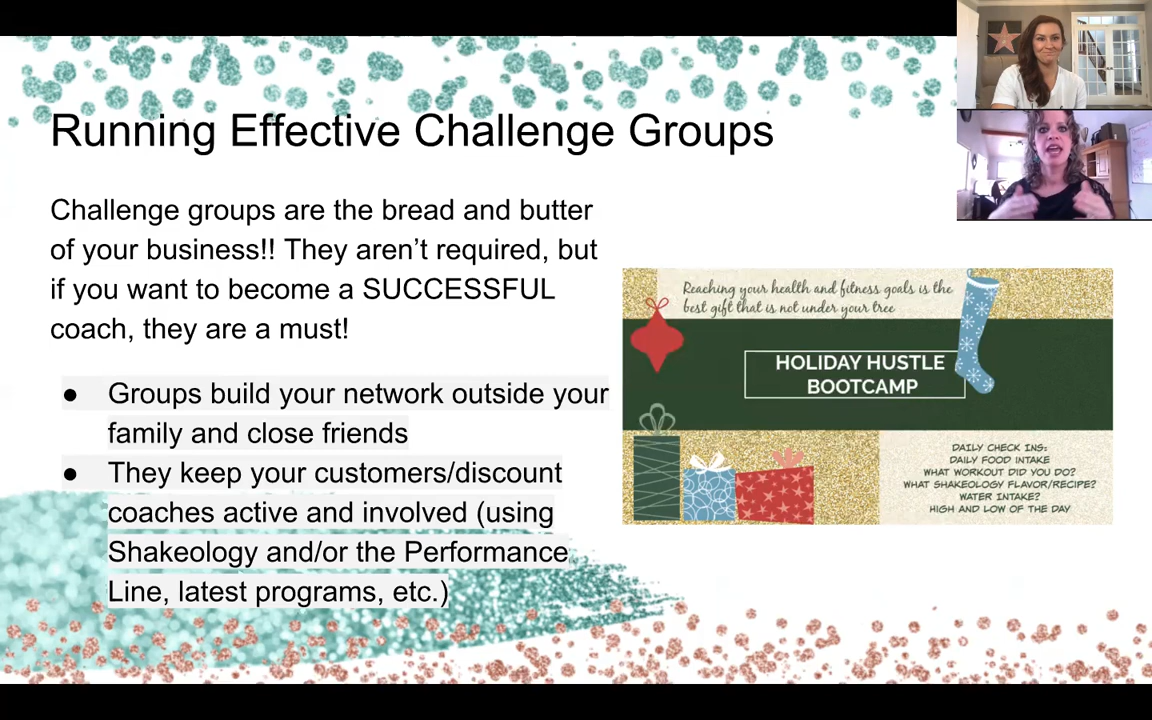 Running Effective Challenge Groups
Challenge groups are the bread and butter
of your business!! They aren’t required, but
if you want to become a SUCCESSFUL
coach, they are a must!
● Groups build your network outside your
family and close friends
● They keep your customers/discount
coaches active and involved (using
Shakeology and/or the Performance
Line, latest programs, etc.)
Reaching your health and fitness goals is the
best gift that is not under your tree
HOLIDAY HUSTLE
BOOTCAMP
DAILY CHECK INS:
DAILY FOOD INTAKE
WHAT WORKOUT DID YOU DO?
WHAT SHAKEOLOGY FLAVOR/RECIPE?
WATER INTAKE?
HIGH AND LOW OF THE DAY